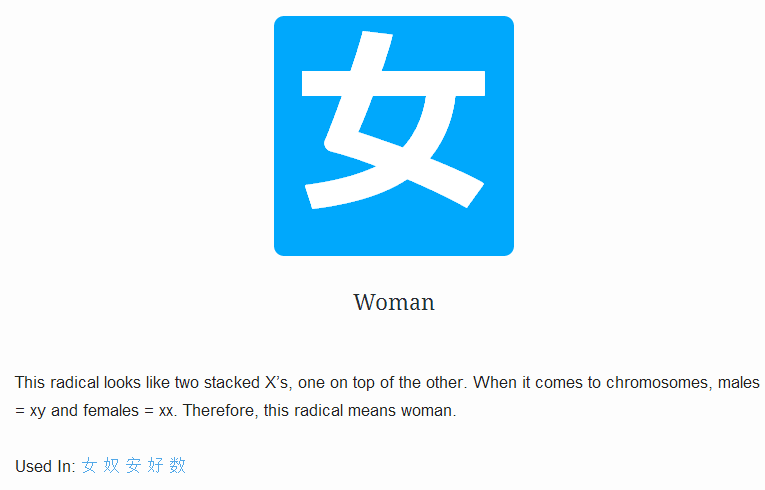 女
Woman
This radical looks like two stacked X’s, one on top of the other. When it comes to chromosomes, males
= xy and females = xx. Therefore, this radical means woman.
Used In: 女 奴 安 好 数